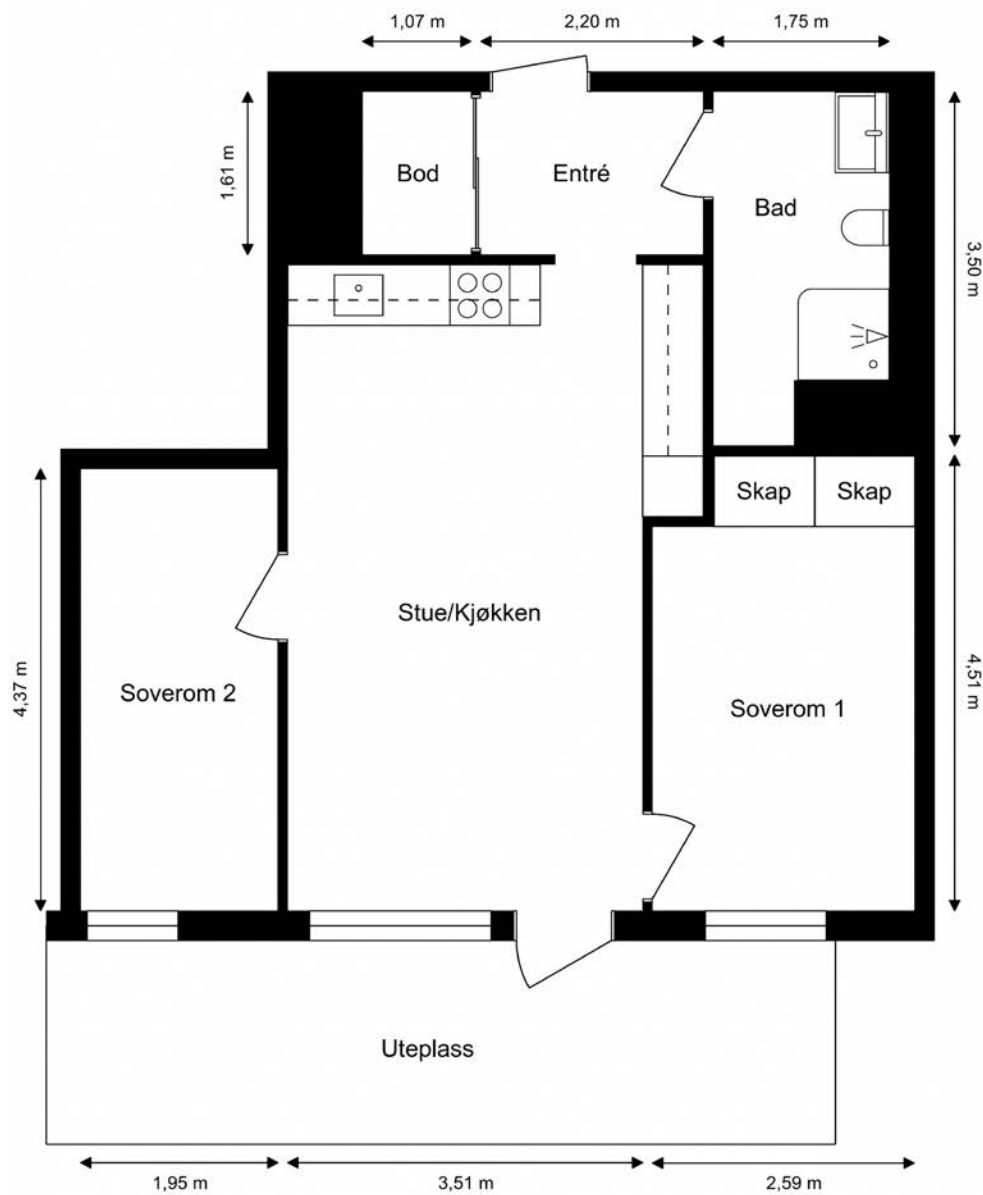 1,07 m
2,20 m
1,75 m
1,61 m
Bod
Entré
Bad
3,50 m
Skap
Skap
Stue/Kjøkken
4,37 m
Soverom 2
Soverom 1
4,51 m
Uteplass
1,95 m
3,51 m
2,59 m